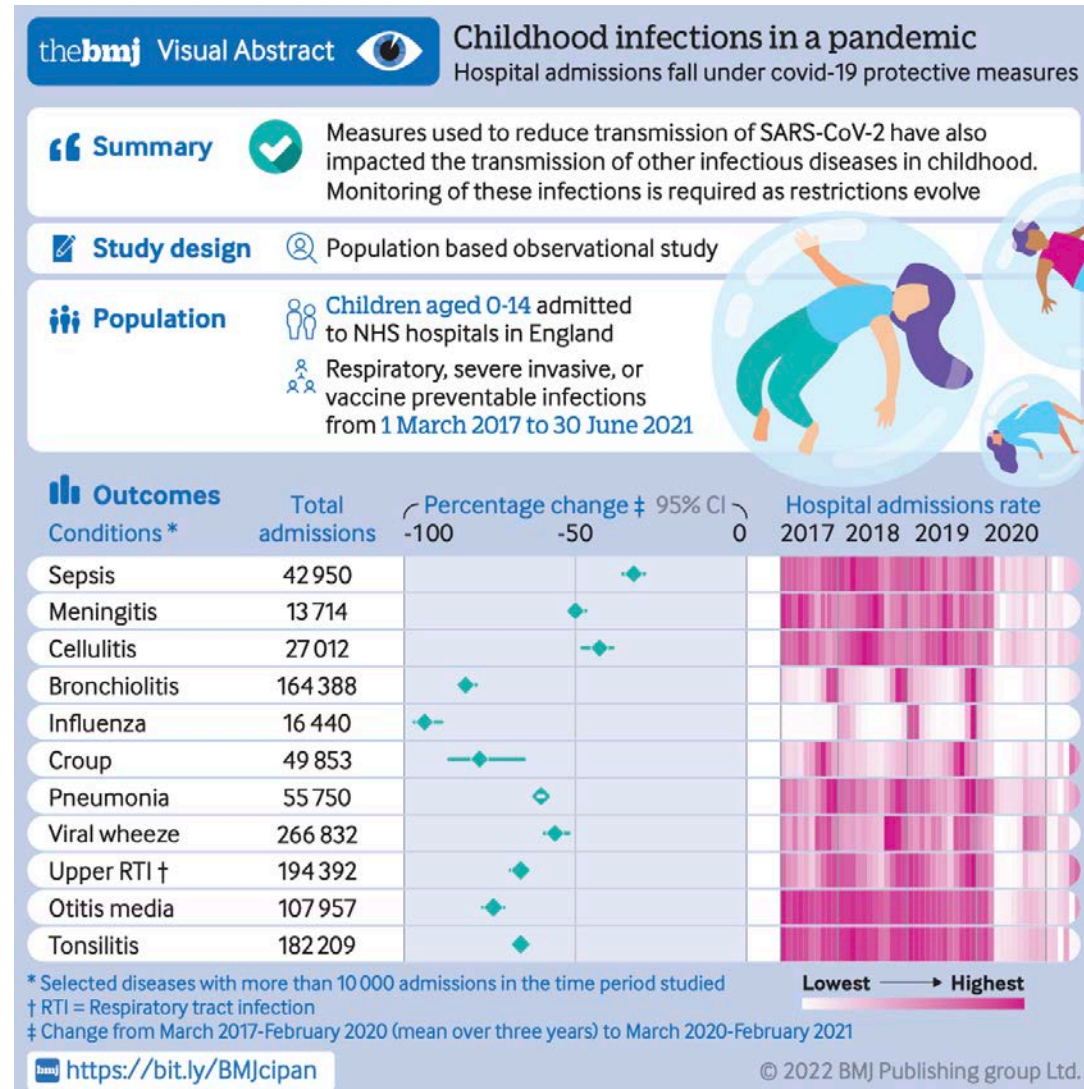 thebmj Visual Abstract
Childhood infections in a pandemic
Hospital admissions fall under covid-19 protective measures
Summary
Measures used to reduce transmission of SARS-CoV-2 have also
impacted the transmission of other infectious diseases in childhood.
Monitoring of these infections is required as restrictions evolve
Study design
Population based observational study
Population
Children aged 0-14 admitted
to NHS hospitals in England
Respiratory, severe invasive, or
vaccine preventable infections
from 1 March 2017 to 30 June 2021
Outcomes
Conditions *
Total
admissions
Percentage change ‡ 95% CI
-100 -50 0
Hospital admissions rate
2017 2018 2019 2020
Sepsis 42 950
Meningitis 13 714
Cellulitis 27 012
Bronchiolitis 164 388
Influenza 16 440
Croup 49 853
Pneumonia 55 750
Viral wheeze 266 832
Upper RTI † 194 392
Otitis media 107 957
Tonsilitis 182 209
* Selected diseases with more than 10 000 admissions in the time period studied
† RTI = Respiratory tract infection
‡ Change from March 2017-February 2020 (mean over three years) to March 2020-February 2021
Lowest Highest
bmj https://bit.ly/BMJcipan
© 2022 BMJ Publishing group Ltd.